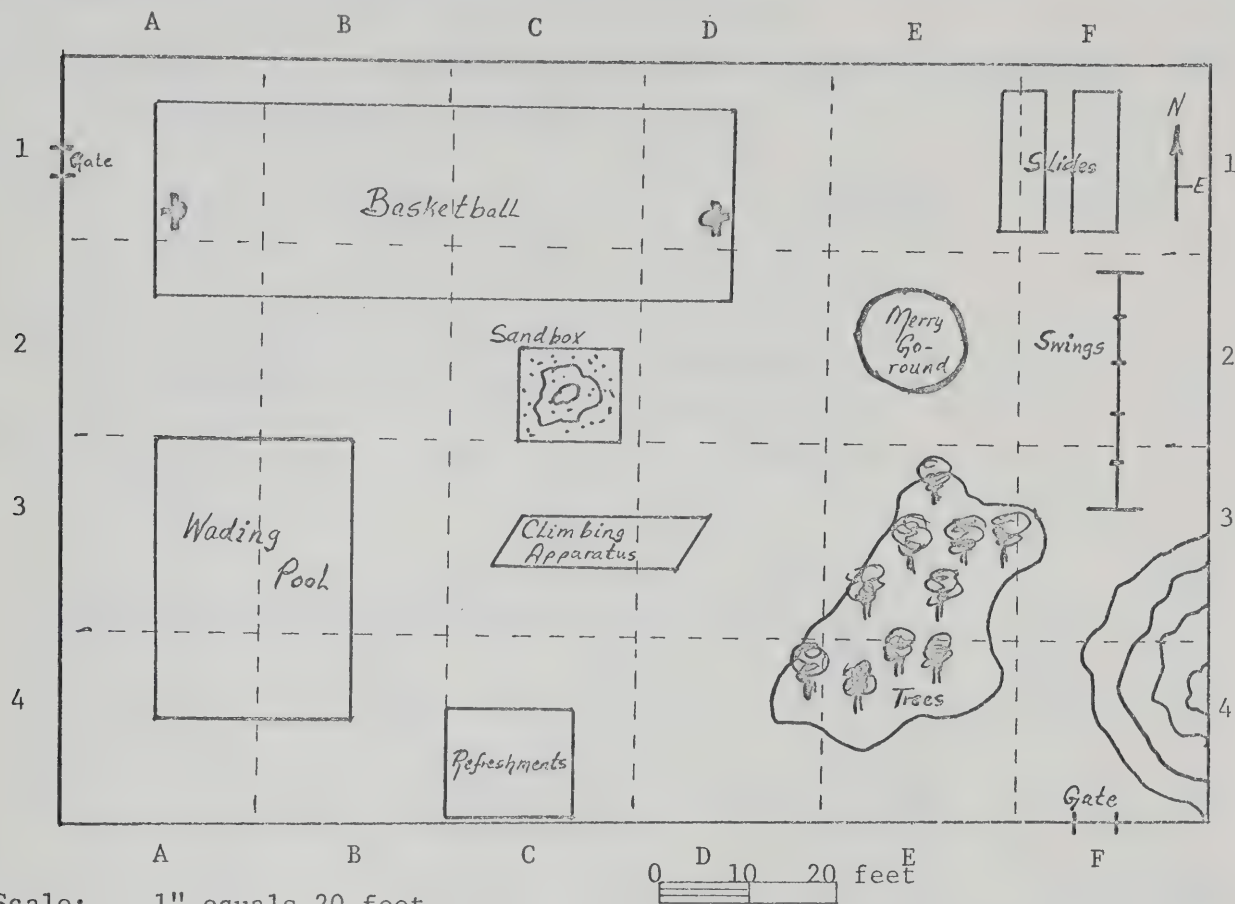 A B C D E F
1 Gate Basketball Slides N 1
E
Sandbox
2 Merry Go-round Swings 2
Wading Pool
3 Climbing Apparatus 3
4 Trees 4
Refreshments
Gate
A B C D E F
0 10 20 feet
Scale: 1" equals 20 feet